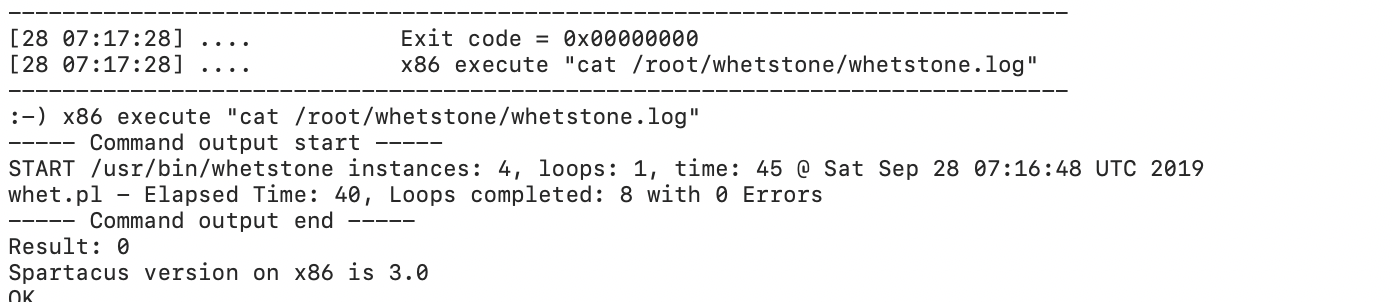 --------------------------------------------------------------------------------
[28 07:17:28] ....           Exit code = 0x00000000
[28 07:17:28] ....           x86 execute "cat /root/whetstone/whetstone.log"
--------------------------------------------------------------------------------
:-) x86 execute "cat /root/whetstone/whetstone.log"
----- Command output start -----
START /usr/bin/whetstone instances: 4, loops: 1, time: 45 @ Sat Sep 28 07:16:48 UTC 2019
whet.pl - Elapsed Time: 40, Loops completed: 8 with 0 Errors
----- Command output end -----
Result: 0
Spartacus version on x86 is 3.0
OK